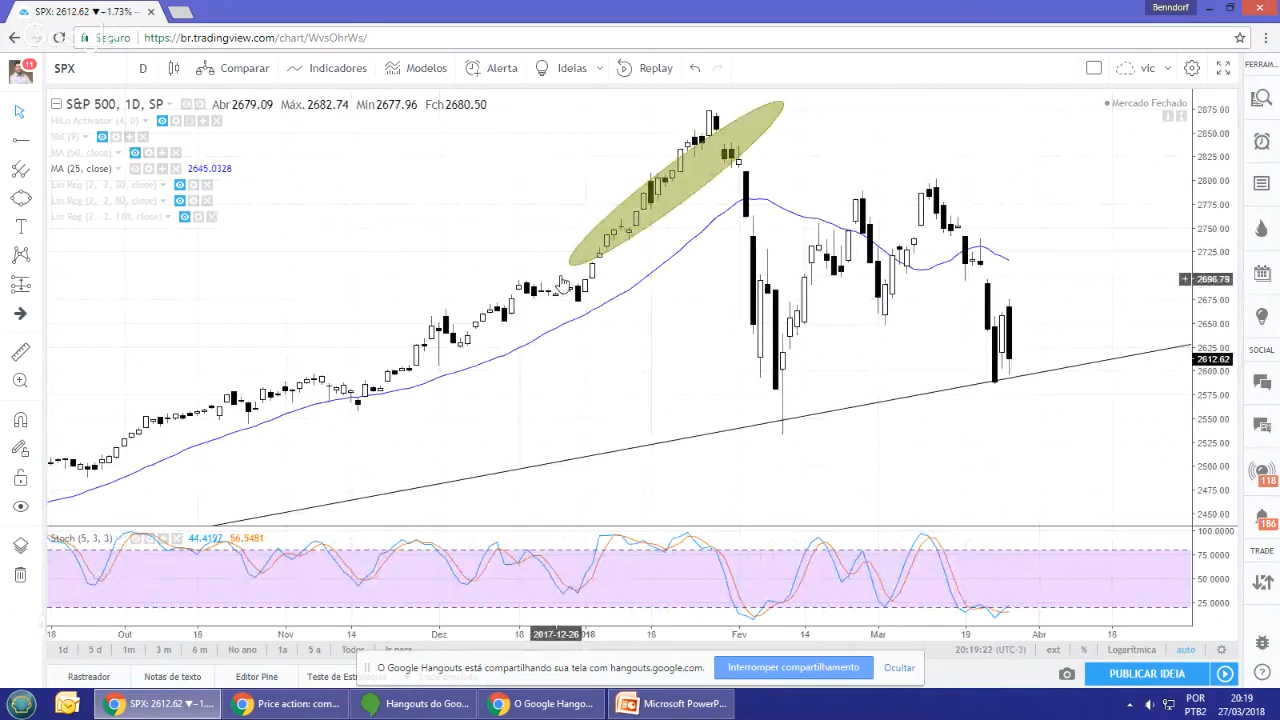 SPX: 2612.62 ▼−1.73% –
Benndorf
Seguro
https://br.tradingview.com/chart/WvsOhrWs/
11
SPX
D
Comparar
Indicadores
Modelos
Alerta
Ideias
Replay
vic
FERRAM.
S&P 500, 1D, SP
Abr 2679.09 Máx. 2682.74 Mín 2677.96 Fch 2680.50
Mercado Fechado
HiLo Activator (4, 0)
Vol (9)
MA (50, close)
MA (25, close)
2645.0328
Lin Reg (2, -2, 30, close)
Lin Reg (2, -2, 80, close)
Lin Reg (2, -2, 110, close)
2875.00
2850.00
2825.00
2800.00
2775.00
2750.00
2725.00
2696.79
2675.00
2650.00
2625.00
2612.62
2600.00
2575.00
2550.00
2525.00
2500.00
2475.00
2450.00
SOCIAL
118
186
TRADE
Stoch (5, 3, 3)
44.4197
56.5481
100.0000
75.0000
50.0000
25.0000
18
Out
16
Nov
14
Dez
18
2017-12-26
018
16
Fev
14
Mar
19
Abr
16
1d
5 d
1m
3 m
6 m
No ano
1a
5 a
Todos
Ir para
20:19:22 (UTC-3)
ext
%
Logarítmica
auto
O Google Hangouts está compartilhando sua tela com hangouts.google.com.
Interromper compartilhamento
Ocultar
Rastreador
Notas de texto
Editor Pine
Teste de Estratégia
PUBLICAR IDEIA
SPX: 2612.62 ▼−1....
Price action: com...
Hangouts do Goo...
O Google Hango...
Microsoft PowerP...
POR
PTB2
20:19
27/03/2018